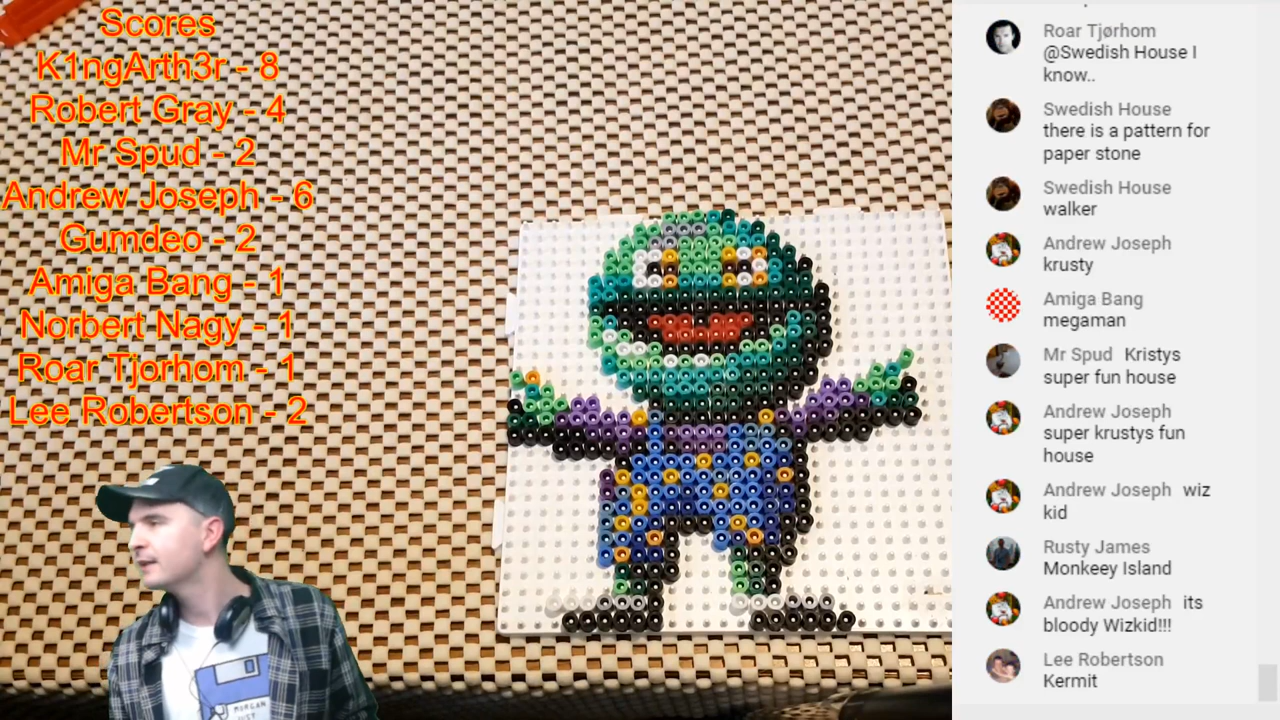 Scores
K1ngArth3r - 8
Robert Gray - 4
Mr Spud - 2
Andrew Joseph - 6
Gumdeo - 2
Amiga Bang - 1
Norbert Nagy - 1
Roar Tjorhom - 1
Lee Robertson - 2
MORGAN
JUST
Roar Tjørhom
@Swedish House I
know..
Swedish House
there is a pattern for
paper stone
Swedish House
walker
Andrew Joseph
krusty
Amiga Bang
megaman
Mr Spud Kristys
super fun house
Andrew Joseph
super krustys fun
house
Andrew Joseph wiz
kid
Rusty James
Monkeey Island
Andrew Joseph its
bloody Wizkid!!!
Lee Robertson
Kermit